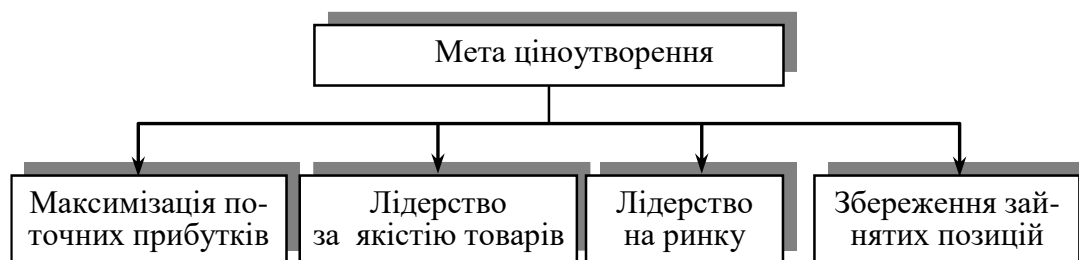 Мета ціноутворення
Максимізація по-
точних прибутків
Лідерство
за якістю товарів
Лідерство
на ринку
Збереження зай-
нятих позицій